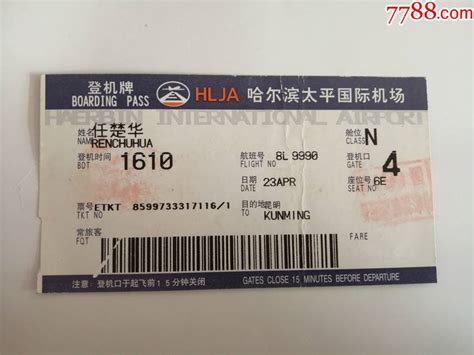 7788.com
登机牌 HLJA 哈尔滨太平国际机场
BOARDING PASS
HAERBIN INTERNATIONAL AIRPORT
姓名 任楚华 舱位 N
NAME RENCHUHUA CLASS
登机时间 1610 航班号 8L 9990 登机口 4
BDT FLIGHT NO GATE
日期 23APR 座位号 6E
DATE SEAT NO
票号 ETKT 8599733317116/1 目的地 昆明
TKT NO TO KUNMING
常旅客
FQT FARE
注意：登机口于起飞前15分钟关闭 GATES CLOSE 15 MINUTES BEFORE DEPARTURE